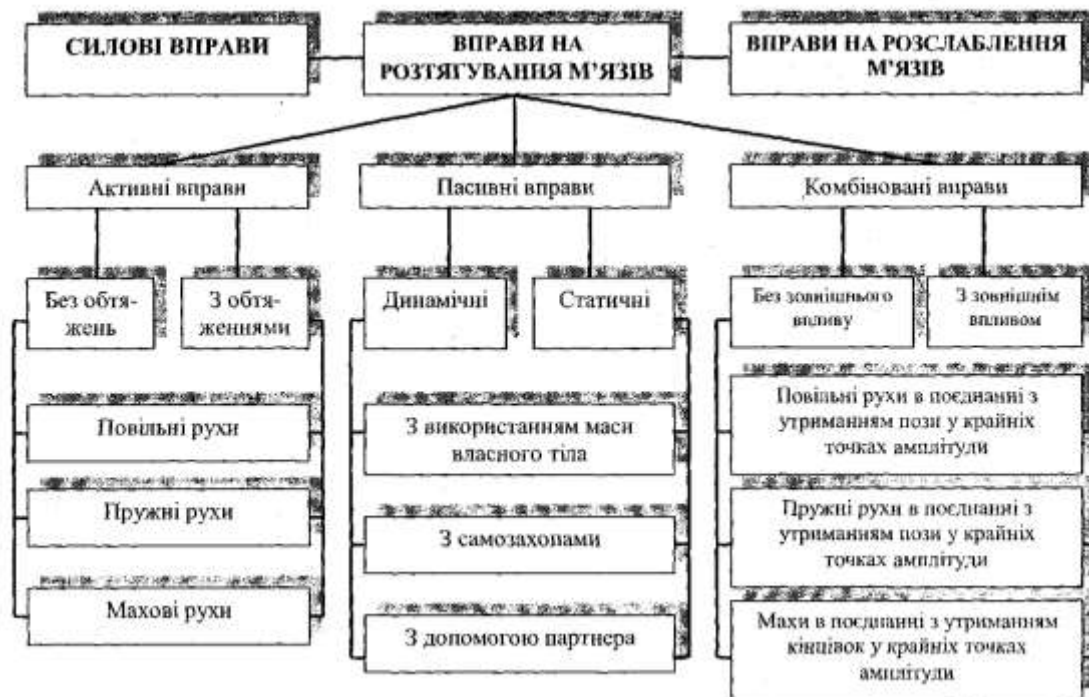 СИЛОВІ ВПРАВИ
ВПРАВИ НА
РОЗТЯГУВАННЯ М’ЯЗІВ
ВПРАВИ НА РОЗСЛАБЛЕННЯ
М’ЯЗІВ
Активні вправи
Пасивні вправи
Комбіновані вправи
Без обтя-
жень
З обтя-
женнями
Динамічні
Статичні
Без зовнішнього
впливу
З зовнішнім
впливом
Повільні рухи
Пружні рухи
Махові рухи
З використанням маси
власного тіла
З самозахопами
З допомогою партнера
Повільні рухи в поєднанні з
утриманням пози у крайніх
точках амплітуди
Пружні рухи в поєднанні з
утриманням пози у крайніх
точках амплітуди
Махи в поєднанні з утриманням
кінцівок у крайніх точках
амплітуди